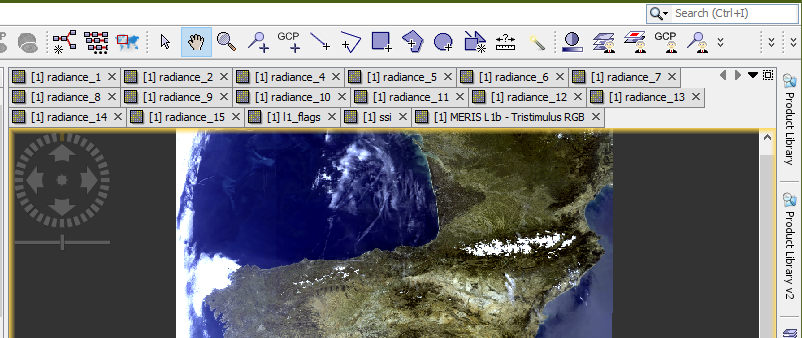 Search (Ctrl+I)
GCP GCP
[1] radiance_1 [1] radiance_2 [1] radiance_4 [1] radiance_5 [1] radiance_6 [1] radiance_7
[1] radiance_8 [1] radiance_9 [1] radiance_10 [1] radiance_11 [1] radiance_12 [1] radiance_13
[1] radiance_14 [1] radiance_15 [1] l1_flags [1] ssi [1] MERIS L1b - Tristimulus RGB
Product Library
Product Library v2